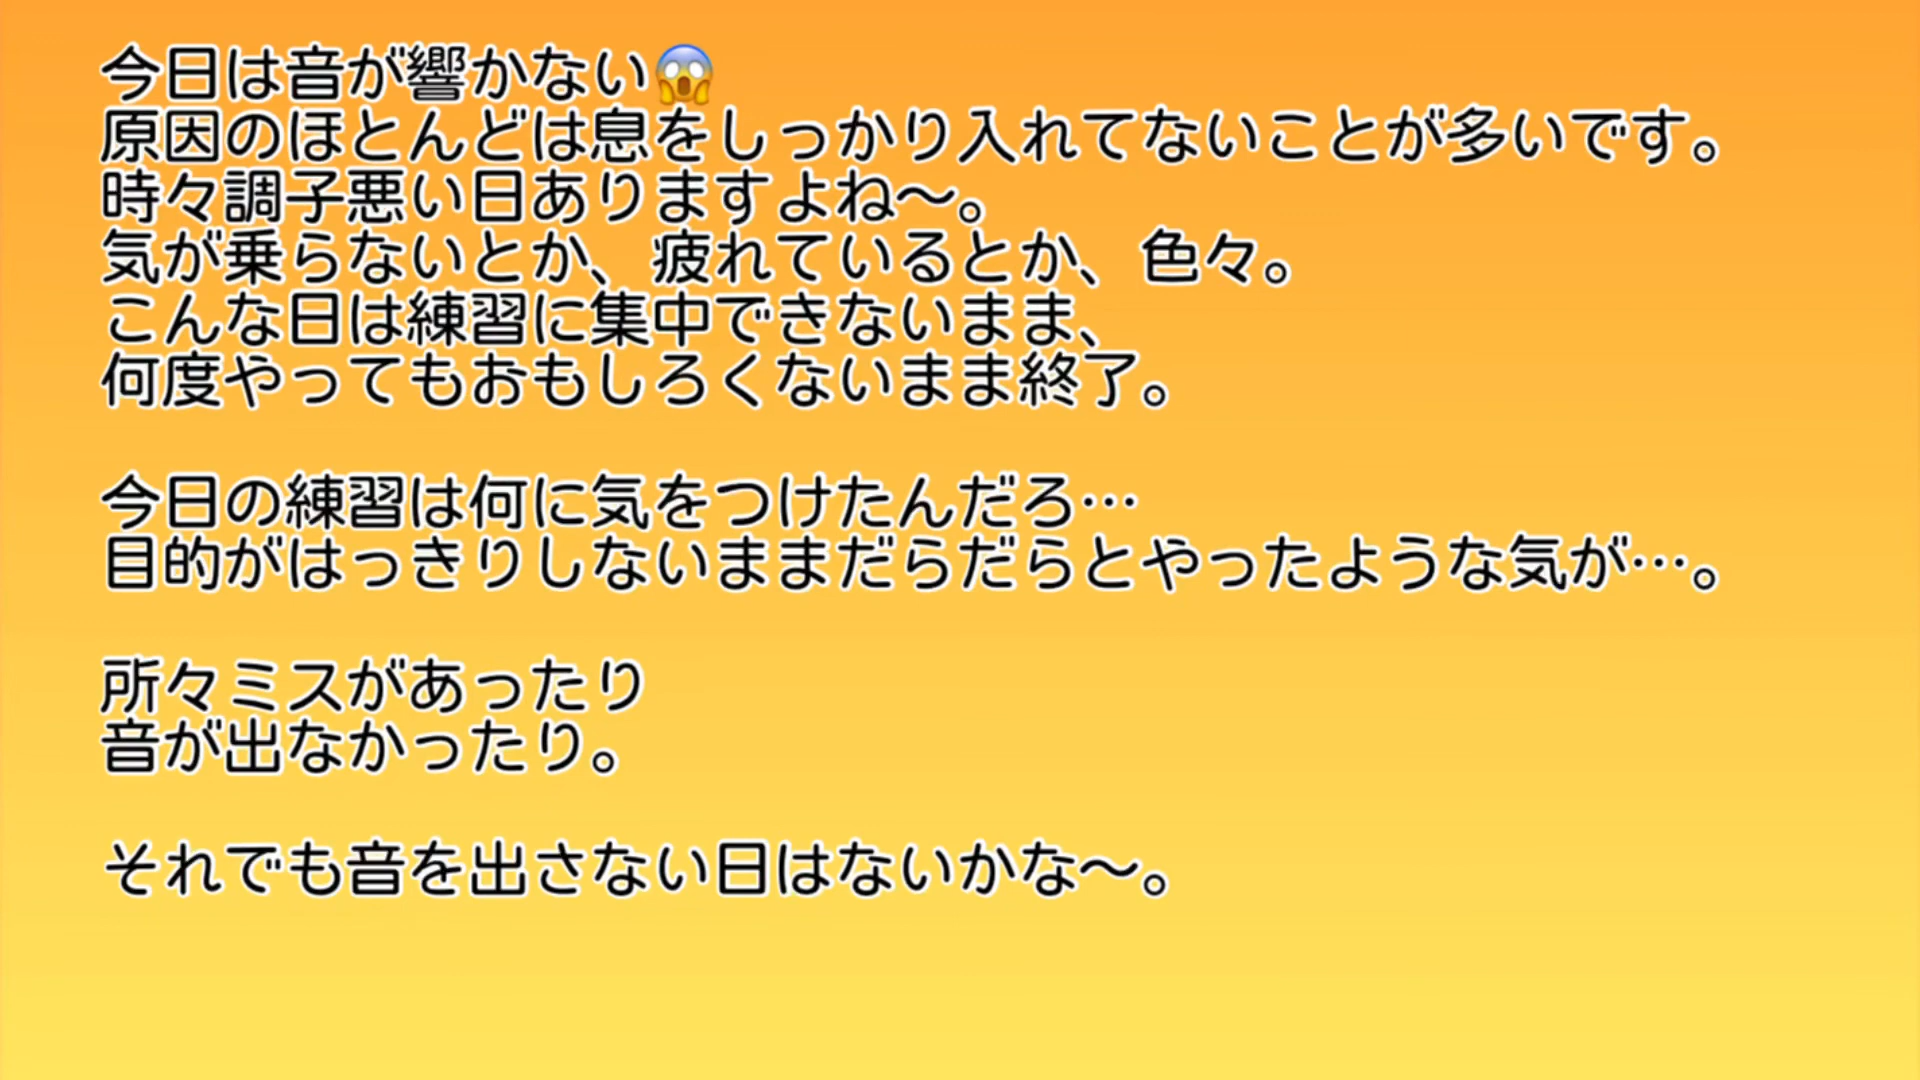 今日は音が響かない😱
原因のほとんどは息をしっかり入れてないことが多いです。
時々調子悪い日ありますよね〜。
気が乗らないとか、疲れているとか、色々。
こんな日は練習に集中できないまま、
何度やってもおもしろくないまま終了。
今日の練習は何に気をつけたんだろ…
目的がはっきりしないままだらだらとやったような気が…。
所々ミスがあったり
音が出なかったり。
それでも音を出さない日はないかな〜。